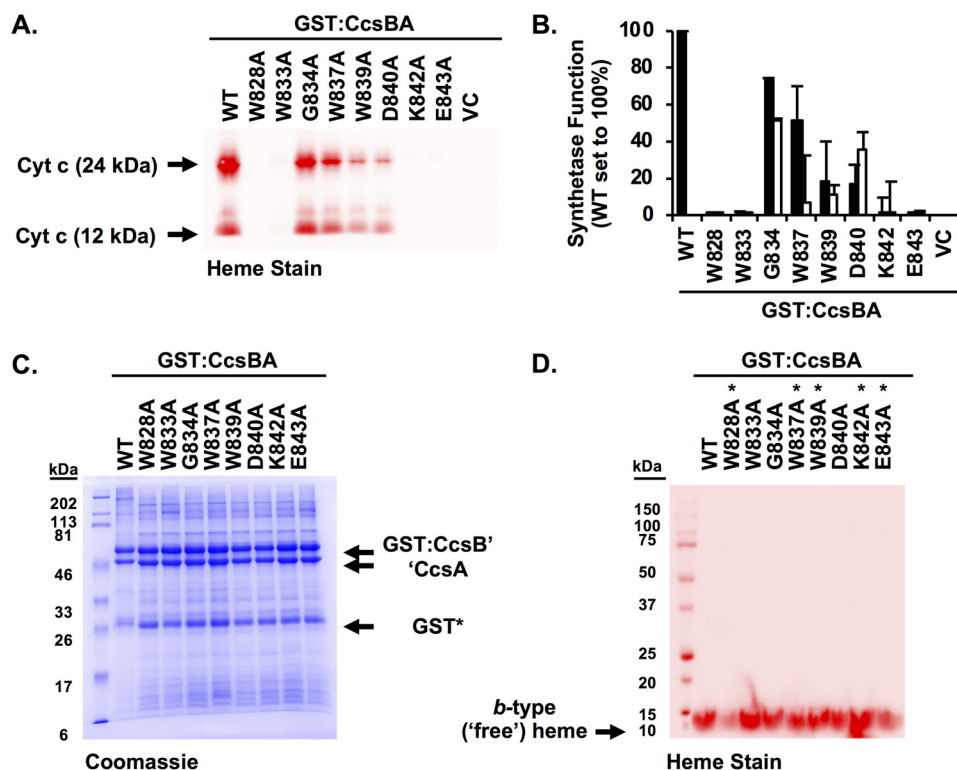 A.
GST:CcsBA
WT
W828A
W833A
G834A
W837A
W839A
D840A
K842A
E843A
VC
Cyt c (24 kDa)
Cyt c (12 kDa)
Heme Stain
B.
Synthetase Function
(WT set to 100%)
100
80
60
40
20
0
WT
W828
W833
G834
W837
W839
D840
K842
E843
VC
GST:CcsBA
C.
GST:CcsBA
WT
W828A
W833A
G834A
W837A
W839A
D840A
K842A
E843A
kDa
202
113
81
46
33
26
17
6
GST:CcsB'
'CcsA
GST*
Coomassie
D.
GST:CcsBA
WT
W828A *
W833A
G834A
W837A *
W839A *
D840A
K842A *
E843A *
kDa
150
100
75
50
37
25
20
15
10
b-type
('free') heme
Heme Stain